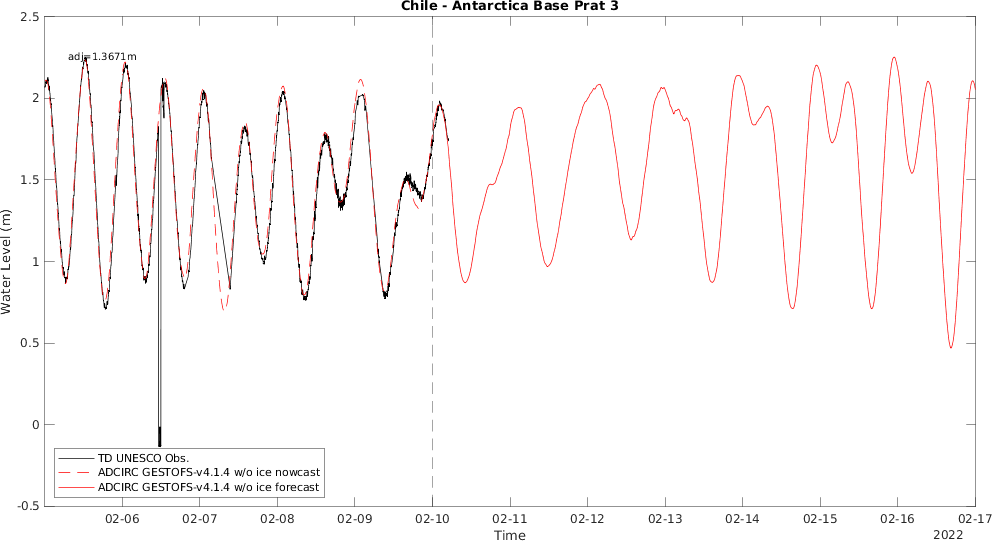 Chile - Antarctica Base Prat 3
2.5
adj=1.3671m
2
1.5
1
0.5
0
-0.5
Water Level (m)
TD UNESCO Obs.
ADCIRC GESTOFS-v4.1.4 w/o ice nowcast
ADCIRC GESTOFS-v4.1.4 w/o ice forecast
02-06 02-07 02-08 02-09 02-10 02-11 02-12 02-13 02-14 02-15 02-16 02-17
Time
2022